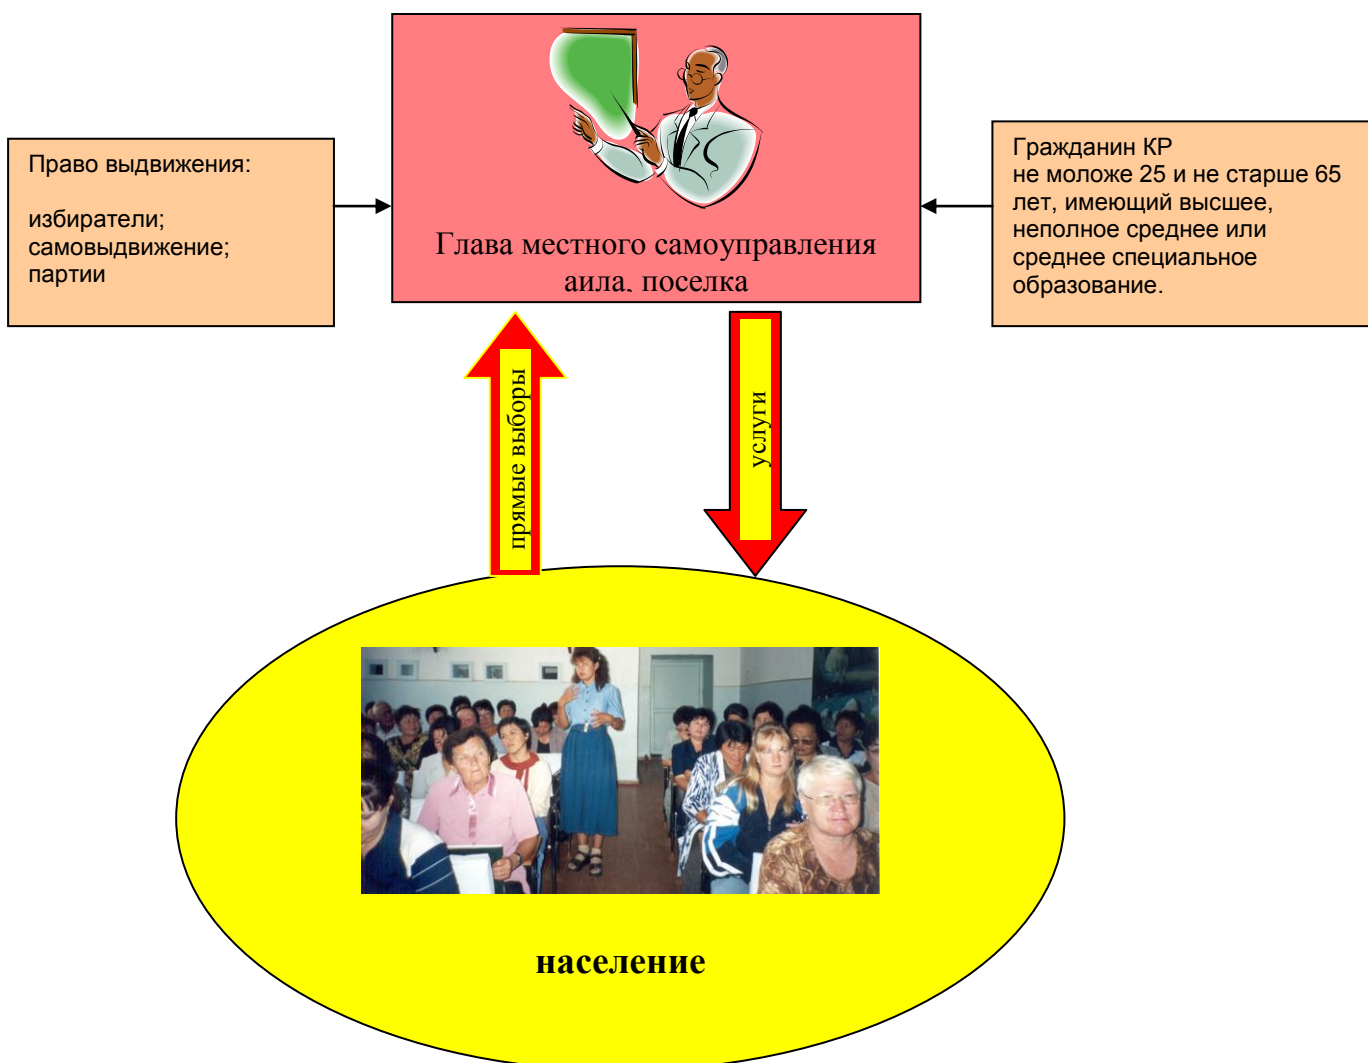 Право выдвижения:
избиратели;
самовыдвижение;
партии
Глава местного самоуправления
аила, поселка
Гражданин КР
не моложе 25 и не старше 65
лет, имеющий высшее,
неполное среднее или
среднее специальное
образование.
прямые выборы
услуги
население